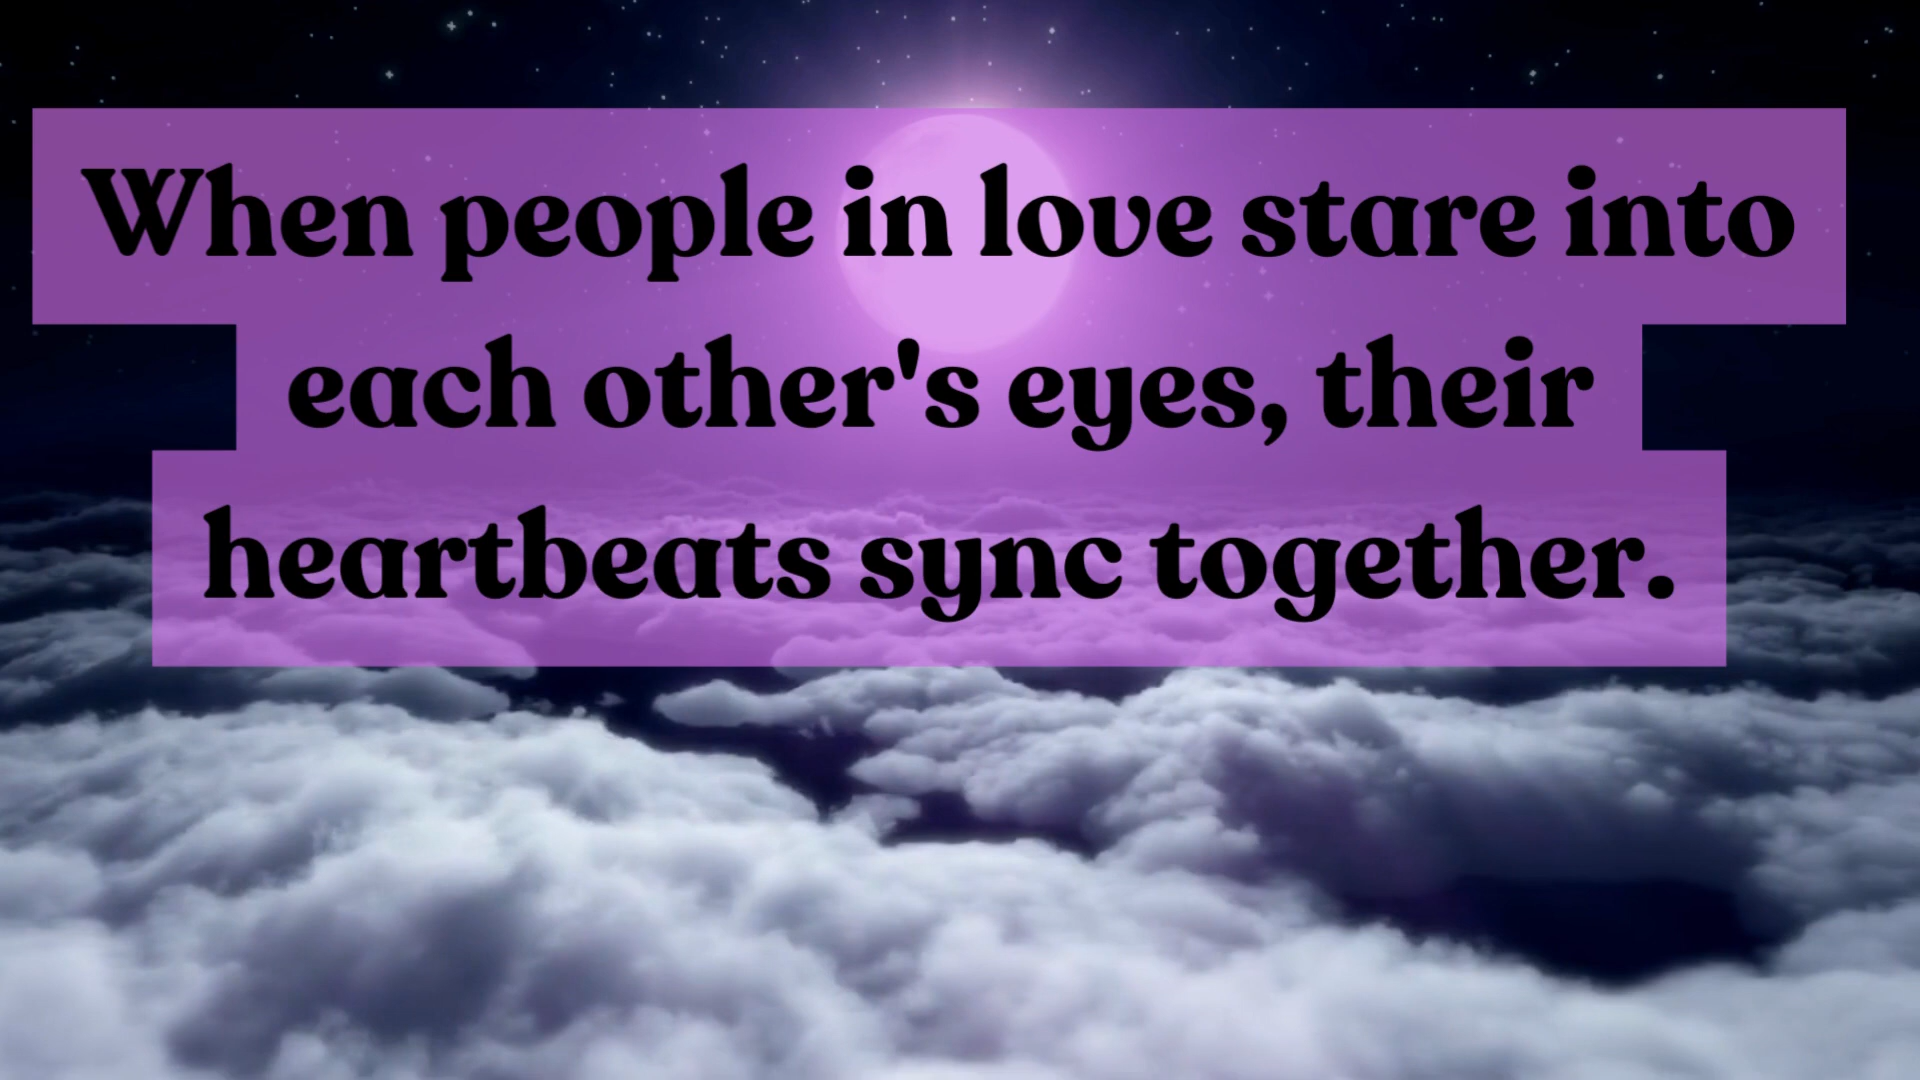 When people in love stare into
each other's eyes, their
heartbeats sync together.